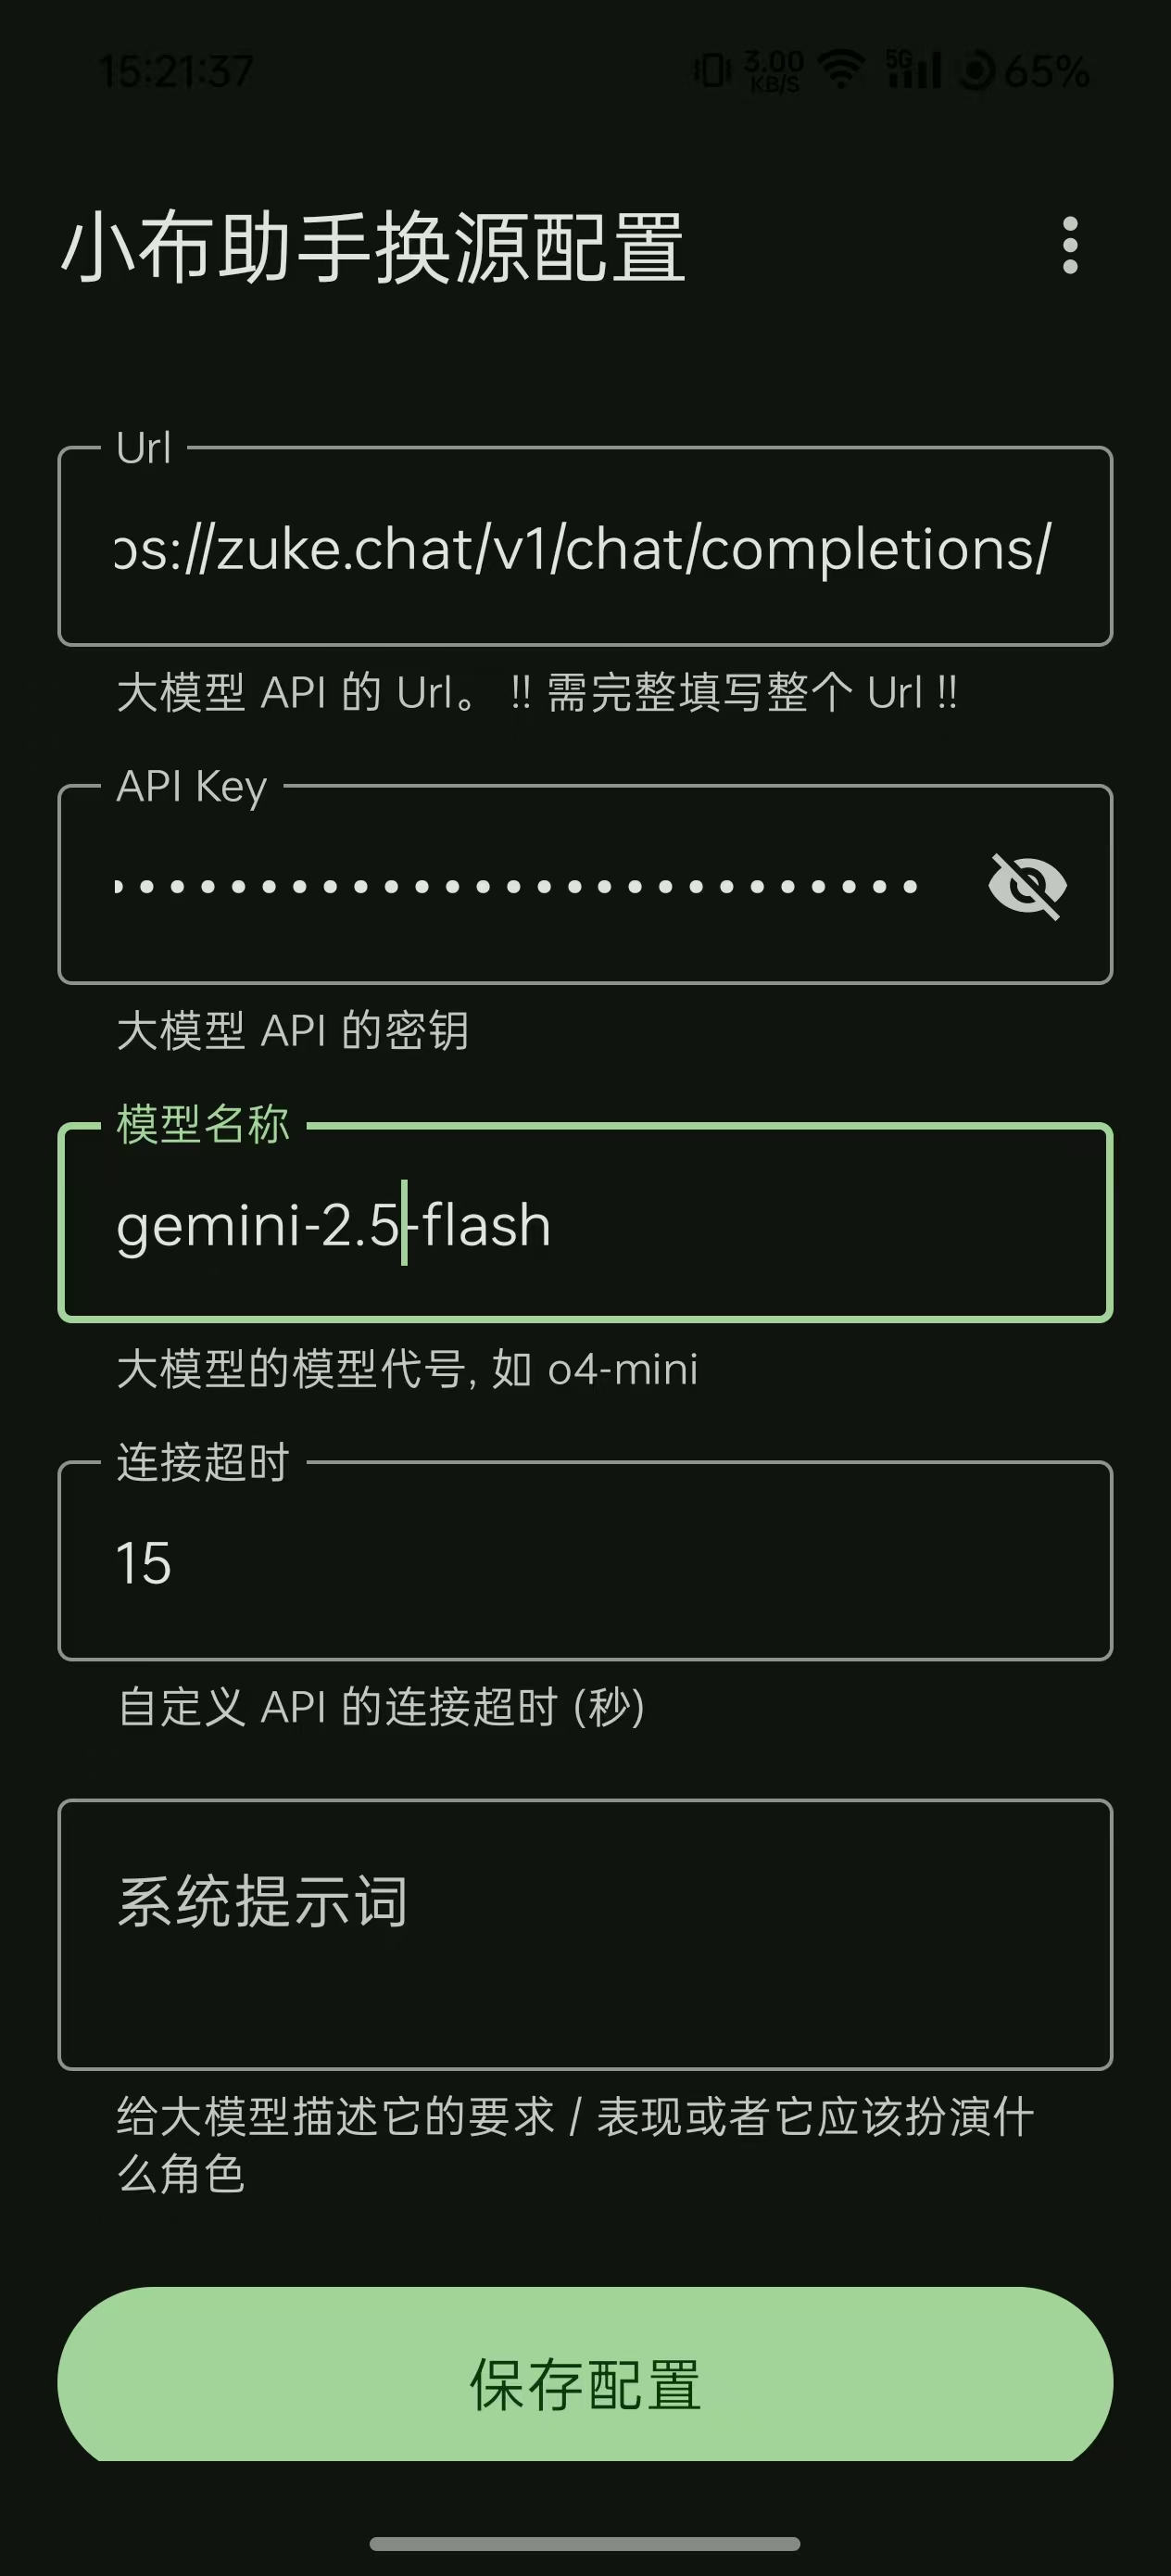 15:21:37
3.00 KB/S 5G 65%
小布助手换源配置
Url
ps://zuke.chat/v1/chat/completions/
大模型 API 的 Url。 !! 需完整填写整个 Url !!
API Key
大模型 API 的密钥
模型名称
gemini-2.5-flash
大模型的模型代号, 如 o4-mini
连接超时
15
自定义 API 的连接超时 (秒)
系统提示词
给大模型描述它的要求 / 表现或者它应该扮演什
么角色
保存配置